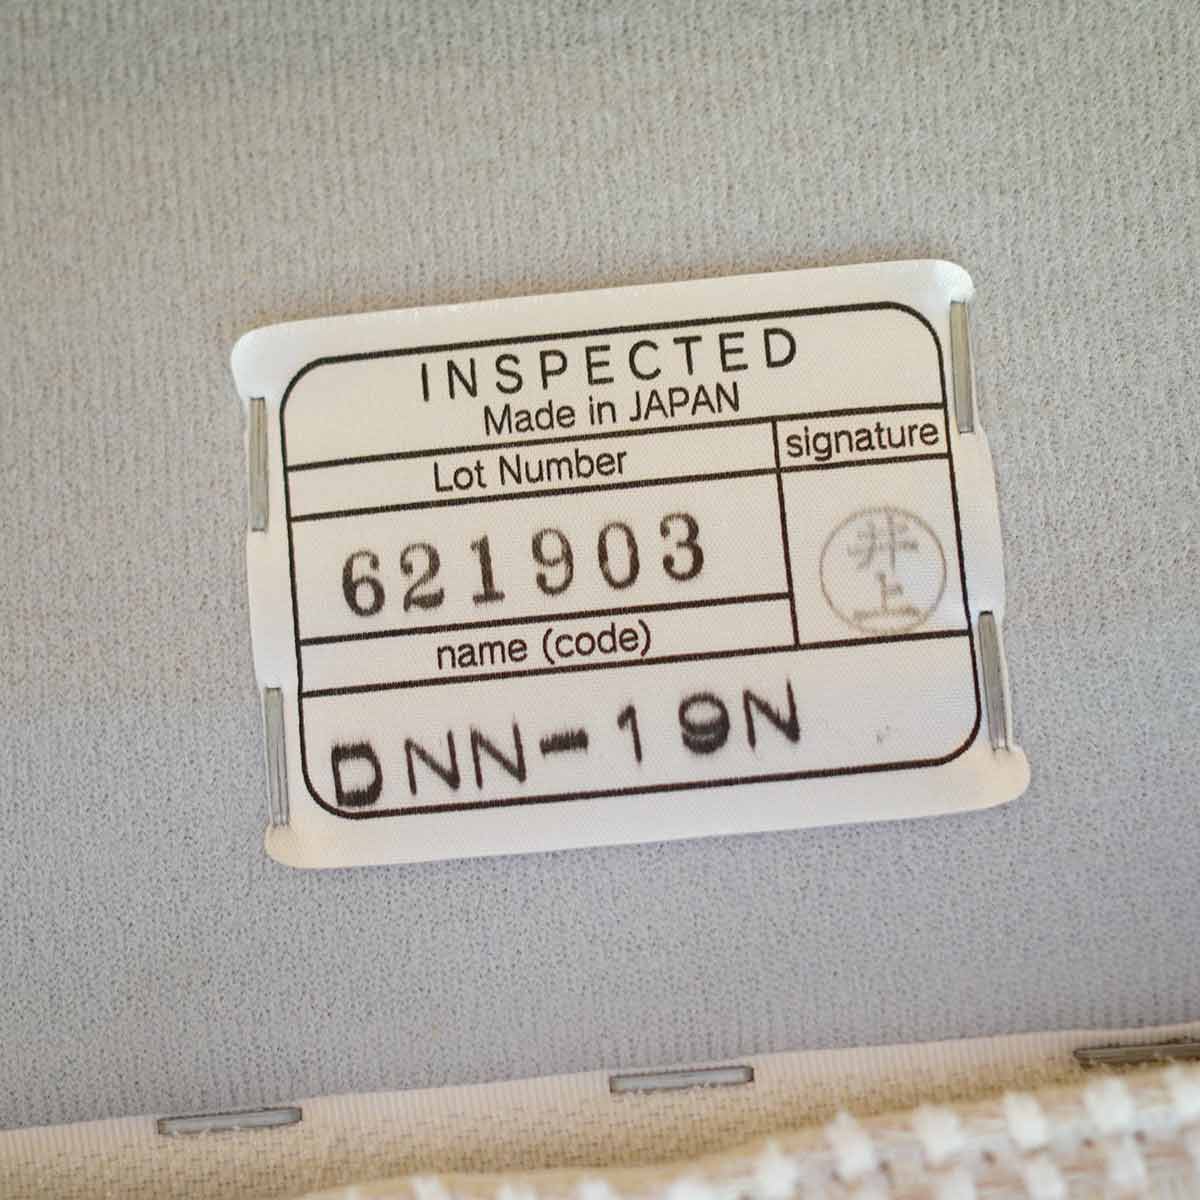 INSPECTED
Made in JAPAN
Lot Number
signature
621903
井上
name (code)
DNN-19N